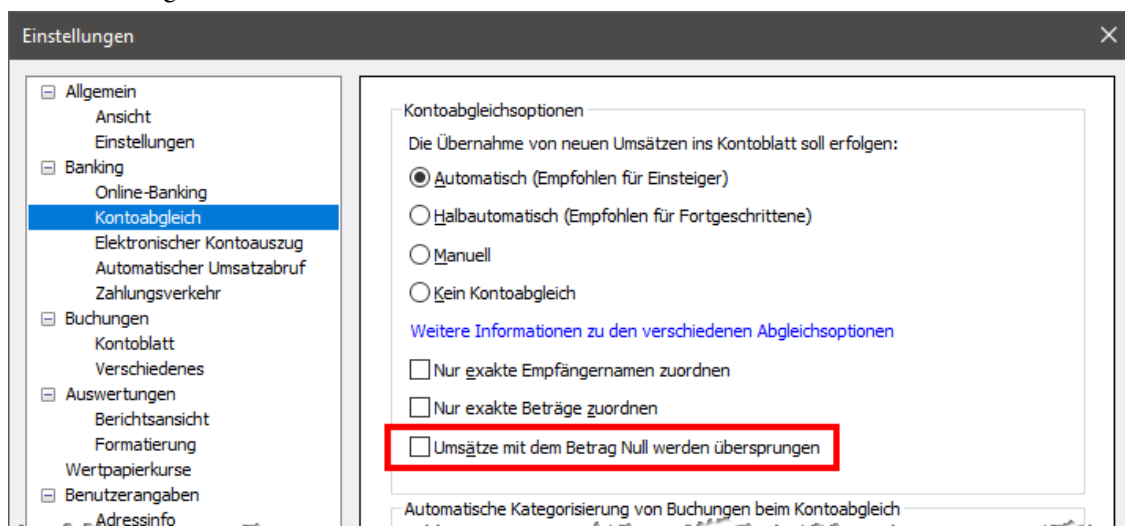 Einstellungen
Allgemein
Ansicht
Einstellungen
Banking
Online-Banking
Kontoabgleich
Elektronischer Kontoauszug
Automatischer Umsatzabruf
Zahlungsverkehr
Buchungen
Kontoblatt
Verschiedenes
Auswertungen
Berichtsansicht
Formatierung
Wertpapierkurse
Benutzerangaben
Adressinfo
Kontoabgleichsoptionen
Die Übernahme von neuen Umsätzen ins Kontoblatt soll erfolgen:
Automatisch (Empfohlen für Einsteiger)
Halbautomatisch (Empfohlen für Fortgeschrittene)
Manuell
Kein Kontoabgleich
Weitere Informationen zu den verschiedenen Abgleichsoptionen
Nur exakte Empfängernamen zuordnen
Nur exakte Beträge zuordnen
Umsätze mit dem Betrag Null werden übersprungen
Automatische Kategorisierung von Buchungen beim Kontoabgleich